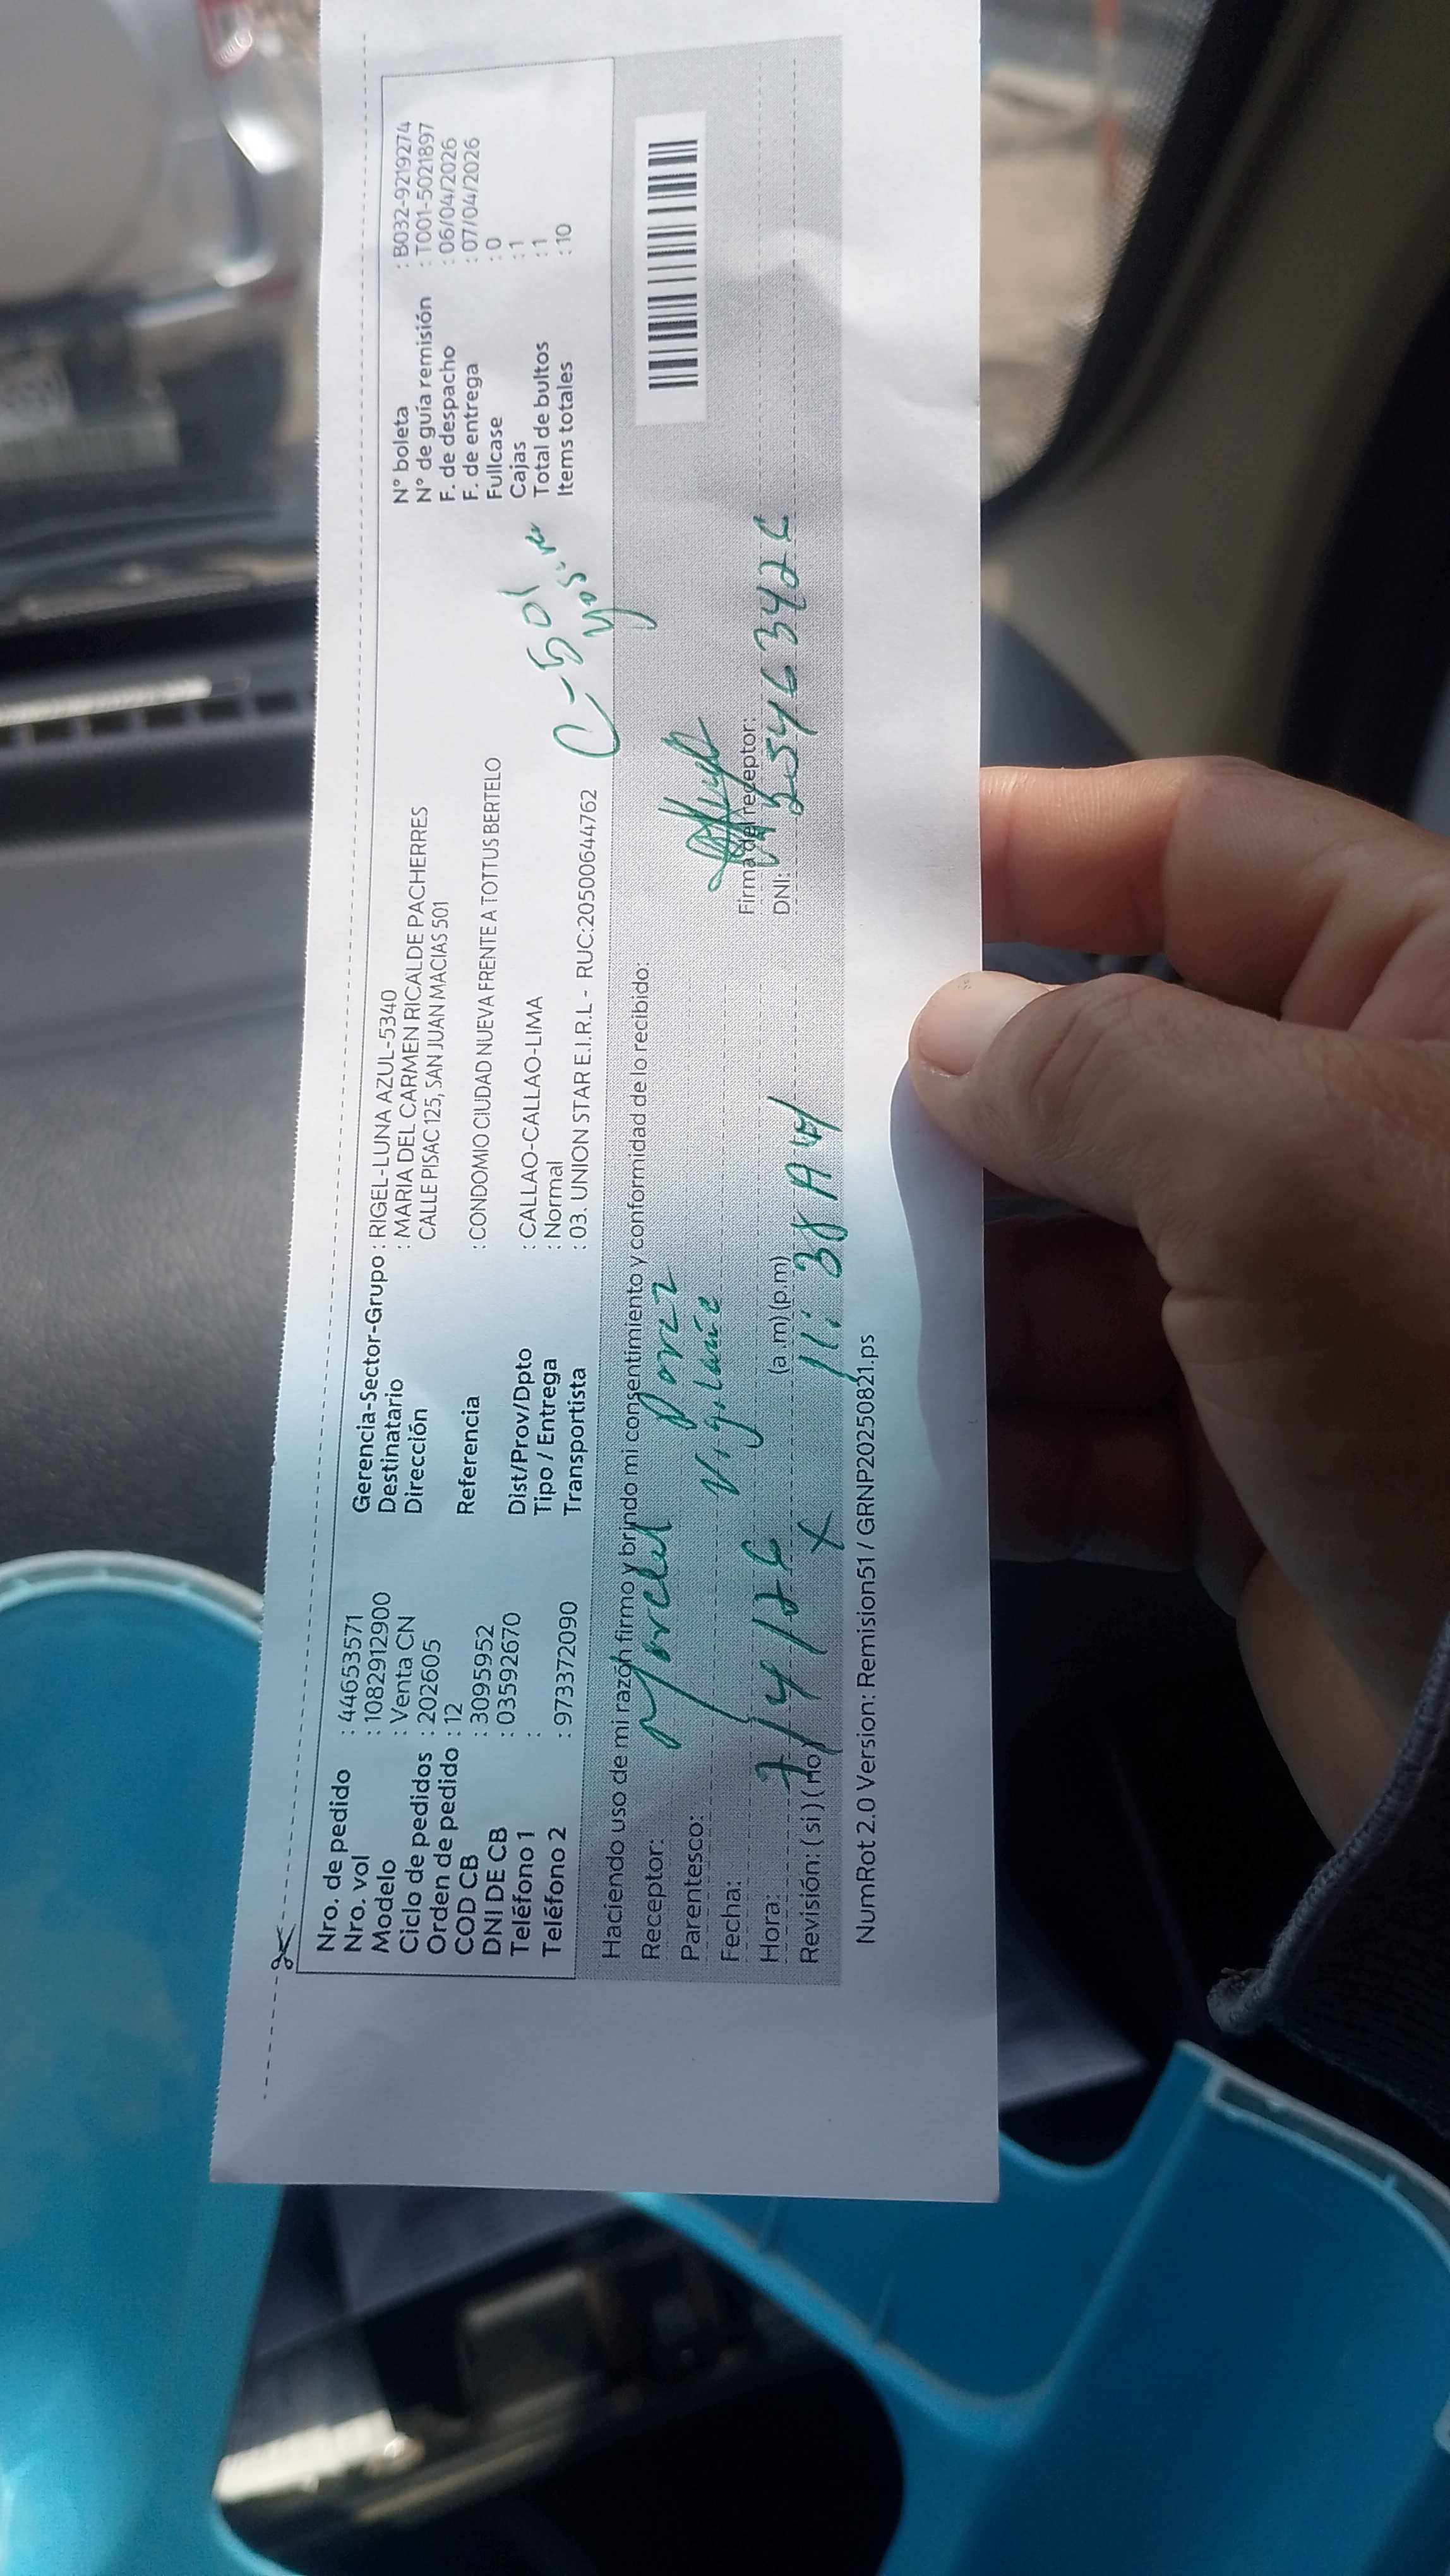 Nro. de pedido : 44653571
Nro. vol : 1082912900
Modelo : Venta CN
Ciclo de pedidos : 202605
Orden de pedido : 12
COD CB : 3095952
DNI DE CB : 03592670
Teléfono 1 :
Teléfono 2 : 973372090
Gerencia-Sector-Grupo : RIGEL-LUNA AZUL-5340
Destinatario : MARIA DEL CARMEN RICALDE PACHERRES
Dirección CALLE PISAC 125, SAN JUAN MACIAS 501
Referencia : CONDOMIO CIUDAD NUEVA FRENTE A TOTTUS BERTELO
Dist/Prov/Dpto : CALLAO-CALLAO-LIMA
Tipo / Entrega : Normal
Transportista : 03. UNION STAR E.I.R.L - RUC:20500644762
N° boleta : B032-9219274
N° de guía remisión : T001-5021897
F. de despacho : 06/04/2026
F. de entrega : 07/04/2026
Fullcase : 0
Cajas : 1
Total de bultos : 1
Items totales : 10
C-501
Haciendo uso de mi razón firmo y brindo mi consentimiento y conformidad de lo recibido:
Receptor:
Parentesco:
Fecha: 7/4/26
Hora: (a.m) (p.m) 11:38 AM
Revisión: ( si ) ( no ) X
Firma del receptor:
DNI:
NumRot 2.0 Version: Remision51 / GRNP20250821.ps